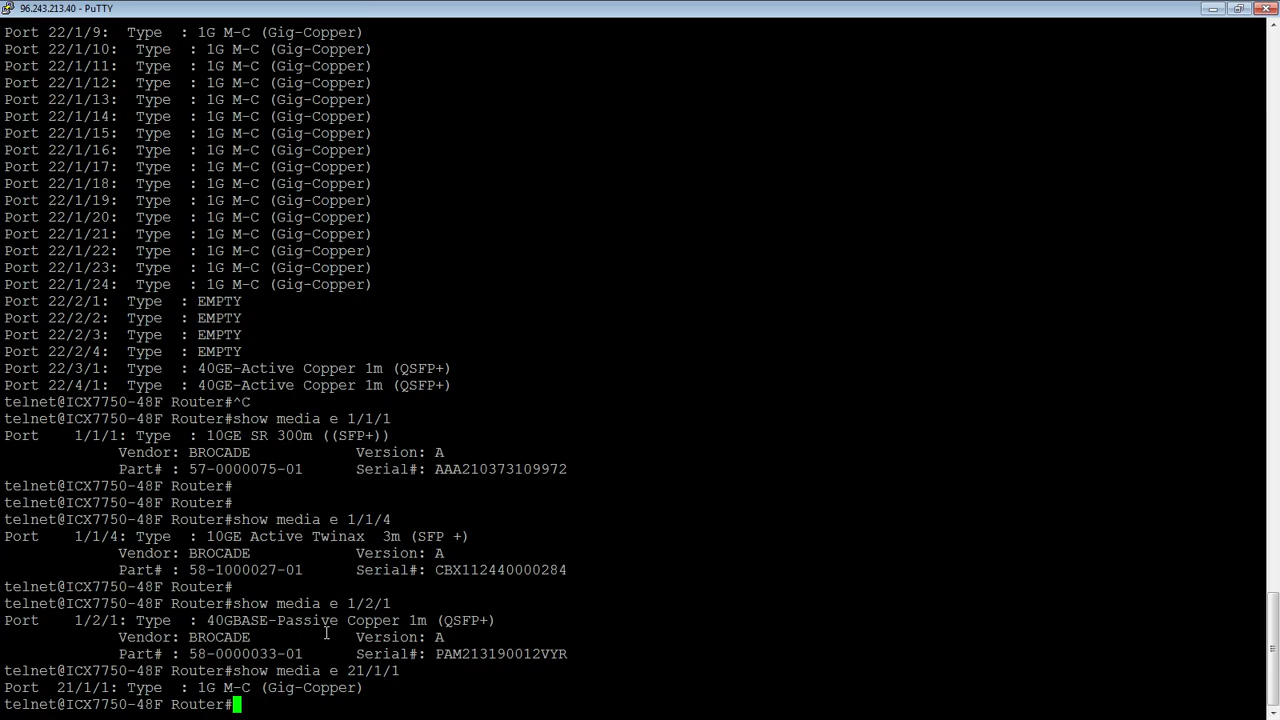 96.243.213.40 - PuTTY
Port 22/1/9:  Type  : 1G M-C (Gig-Copper)
Port 22/1/10:  Type  : 1G M-C (Gig-Copper)
Port 22/1/11:  Type  : 1G M-C (Gig-Copper)
Port 22/1/12:  Type  : 1G M-C (Gig-Copper)
Port 22/1/13:  Type  : 1G M-C (Gig-Copper)
Port 22/1/14:  Type  : 1G M-C (Gig-Copper)
Port 22/1/15:  Type  : 1G M-C (Gig-Copper)
Port 22/1/16:  Type  : 1G M-C (Gig-Copper)
Port 22/1/17:  Type  : 1G M-C (Gig-Copper)
Port 22/1/18:  Type  : 1G M-C (Gig-Copper)
Port 22/1/19:  Type  : 1G M-C (Gig-Copper)
Port 22/1/20:  Type  : 1G M-C (Gig-Copper)
Port 22/1/21:  Type  : 1G M-C (Gig-Copper)
Port 22/1/22:  Type  : 1G M-C (Gig-Copper)
Port 22/1/23:  Type  : 1G M-C (Gig-Copper)
Port 22/1/24:  Type  : 1G M-C (Gig-Copper)
Port 22/2/1:  Type  : EMPTY
Port 22/2/2:  Type  : EMPTY
Port 22/2/3:  Type  : EMPTY
Port 22/2/4:  Type  : EMPTY
Port 22/3/1:  Type  : 40GE-Active Copper 1m (QSFP+)
Port 22/4/1:  Type  : 40GE-Active Copper 1m (QSFP+)
telnet@ICX7750-48F Router#^C
telnet@ICX7750-48F Router#show media e 1/1/1
Port    1/1/1: Type  : 10GE SR 300m ((SFP+))
             Vendor: BROCADE            Version: A
             Part# : 57-0000075-01      Serial#: AAA210373109972
telnet@ICX7750-48F Router#
telnet@ICX7750-48F Router#
telnet@ICX7750-48F Router#show media e 1/1/4
Port    1/1/4: Type  : 10GE Active Twinax  3m (SFP +)
             Vendor: BROCADE            Version: A
             Part# : 58-1000027-01      Serial#: CBX112440000284
telnet@ICX7750-48F Router#
telnet@ICX7750-48F Router#show media e 1/2/1
Port    1/2/1: Type  : 40GBASE-Passive Copper 1m (QSFP+)
             Vendor: BROCADE            Version: A
             Part# : 58-0000033-01      Serial#: PAM213190012VYR
telnet@ICX7750-48F Router#show media e 21/1/1
Port  21/1/1: Type  : 1G M-C (Gig-Copper)
telnet@ICX7750-48F Router#